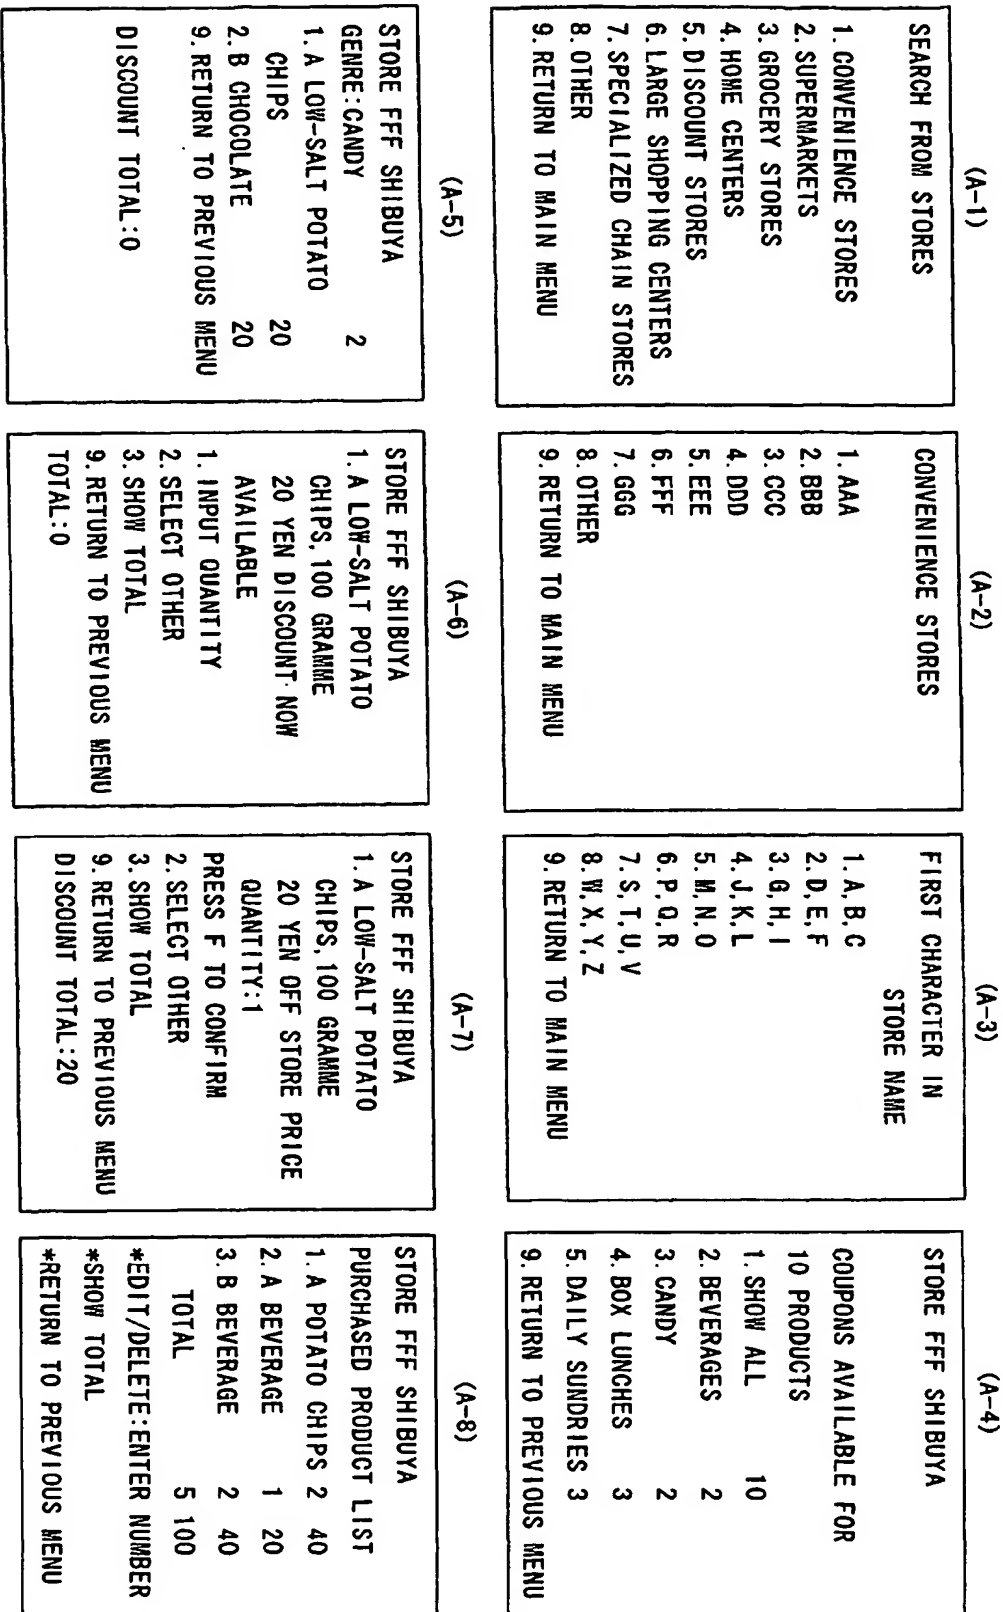 (A-1)
SEARCH FROM STORES
1. CONVENIENCE STORES
2. SUPERMARKETS
3. GROCERY STORES
4. HOME CENTERS
5. DISCOUNT STORES
6. LARGE SHOPPING CENTERS
7. SPECIALIZED CHAIN STORES
8. OTHER
9. RETURN TO MAIN MENU
(A-2)
CONVENIENCE STORES
1. AAA
2. BBB
3. CCC
4. DDD
5. EEE
6. FFF
7. GGG
8. OTHER
9. RETURN TO MAIN MENU
(A-3)
FIRST CHARACTER IN
STORE NAME
1. A, B, C
2. D, E, F
3. G, H, I
4. J, K, L
5. M, N, O
6. P, Q, R
7. S, T, U, V
8. W, X, Y, Z
9. RETURN TO MAIN MENU
(A-4)
STORE FFF SHIBUYA
COUPONS AVAILABLE FOR
10 PRODUCTS
1. SHOW ALL 10
2. BEVERAGES 2
3. CANDY 2
4. BOX LUNCHES 3
5. DAILY SUNDRIES 3
9. RETURN TO PREVIOUS MENU
(A-5)
STORE FFF SHIBUYA
GENRE:CANDY 2
1. A LOW-SALT POTATO
CHIPS 20
2. B CHOCOLATE 20
9. RETURN TO PREVIOUS MENU
DISCOUNT TOTAL:0
(A-6)
STORE FFF SHIBUYA
1. A LOW-SALT POTATO
CHIPS, 100 GRAMME
20 YEN DISCOUNT NOW
AVAILABLE
1. INPUT QUANTITY
2. SELECT OTHER
3. SHOW TOTAL
9. RETURN TO PREVIOUS MENU
TOTAL:0
(A-7)
STORE FFF SHIBUYA
1. A LOW-SALT POTATO
CHIPS, 100 GRAMME
20 YEN OFF STORE PRICE
QUANTITY:1
PRESS F TO CONFIRM
2. SELECT OTHER
3. SHOW TOTAL
9. RETURN TO PREVIOUS MENU
DISCOUNT TOTAL:20
(A-8)
STORE FFF SHIBUYA
PURCHASED PRODUCT LIST
1. A POTATO CHIPS 2 40
2. A BEVERAGE 1 20
3. B BEVERAGE 2 40
TOTAL 5 100
*EDIT/DELETE:ENTER NUMBER
*SHOW TOTAL
*RETURN TO PREVIOUS MENU